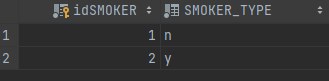 idSMOKER SMOKER_TYPE
1 1 n
2 2 y